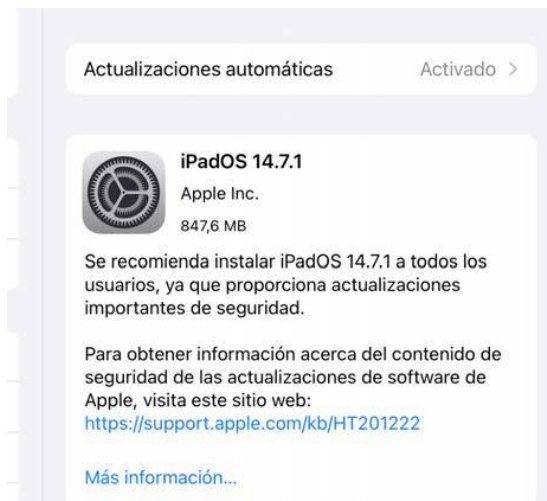 Actualizaciones automáticas Activado >
iPadOS 14.7.1
Apple Inc.
847,6 MB
Se recomienda instalar iPadOS 14.7.1 a todos los
usuarios, ya que proporciona actualizaciones
importantes de seguridad.
Para obtener información acerca del contenido de
seguridad de las actualizaciones de software de
Apple, visita este sitio web:
https://support.apple.com/kb/HT201222
Más información...